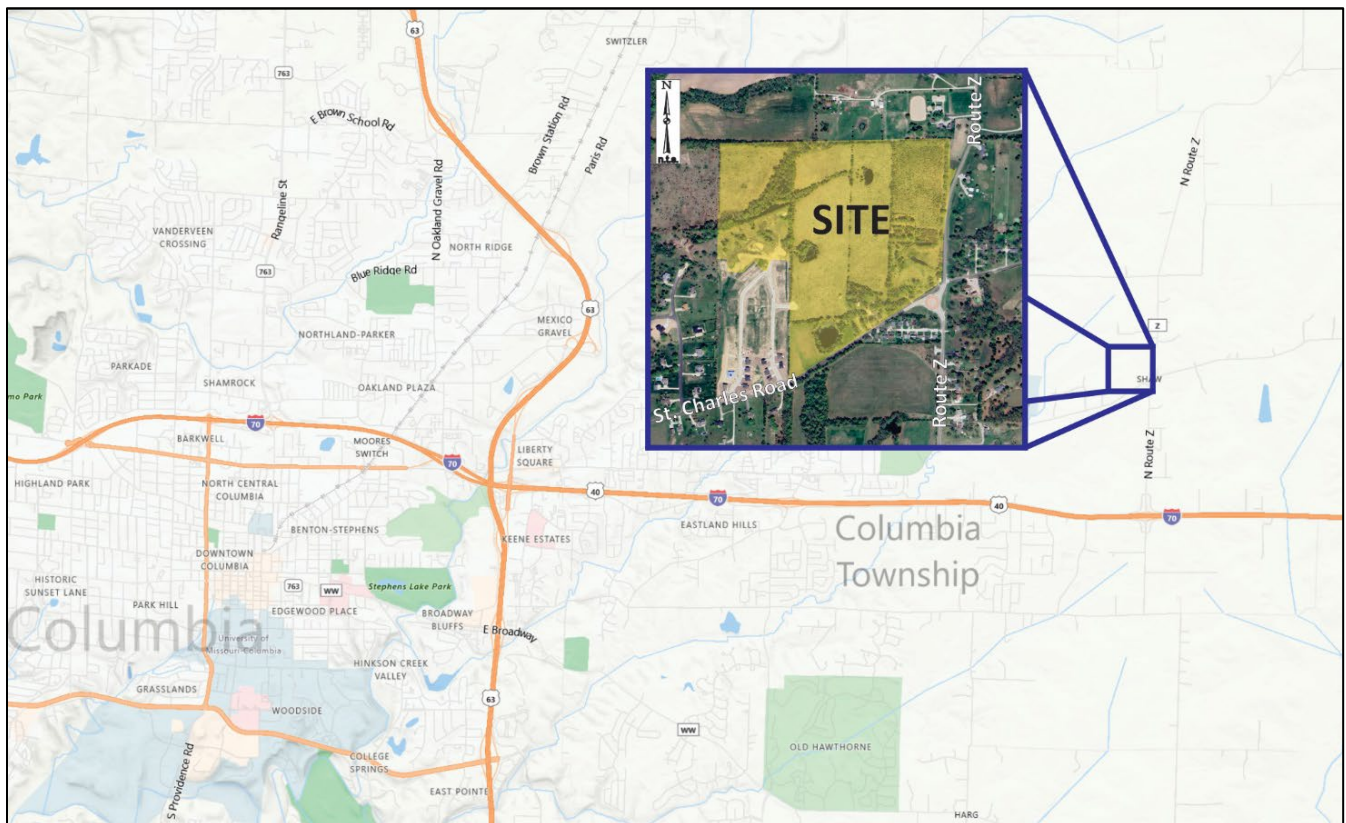 63
SWITZLER
763
E Brown School Rd
Brown Station Rd
Paris Rd
N Oakland Gravel Rd
Rangeline St
VANDERVEEN
CROSSING
NORTH RIDGE
763
Blue Ridge Rd
63
MEXICO
GRAVEL
NORTHLAND-PARKER
PARKADE
SHAMROCK
OAKLAND PLAZA
mo Park
70
BARKWELL
MOORES
SWITCH
70
LIBERTY
SQUARE
HIGHLAND PARK
NORTH CENTRAL
COLUMBIA
40
70
40
70
BENTON-STEPHENS
EASTLAND HILLS
KEENE ESTATES
Columbia
Township
DOWNTOWN
COLUMBIA
HISTORIC
SUNSET LANE
763
WW
Stephens Lake Park
PARK HILL
EDGEWOOD PLACE
BROADWAY
BLUFFS
E Broadway
Columbia
University of
Missouri-Columbia
HINKSON CREEK
VALLEY
GRASSLANDS
WOODSIDE
63
WW
OLD HAWTHORNE
COLLEGE
SPRINGS
S Providence Rd
EAST POINTE
HARG
N
n.t.s.
Route Z
SITE
St. Charles Road
Route Z
N Route Z
Z
SHAW
N Route Z